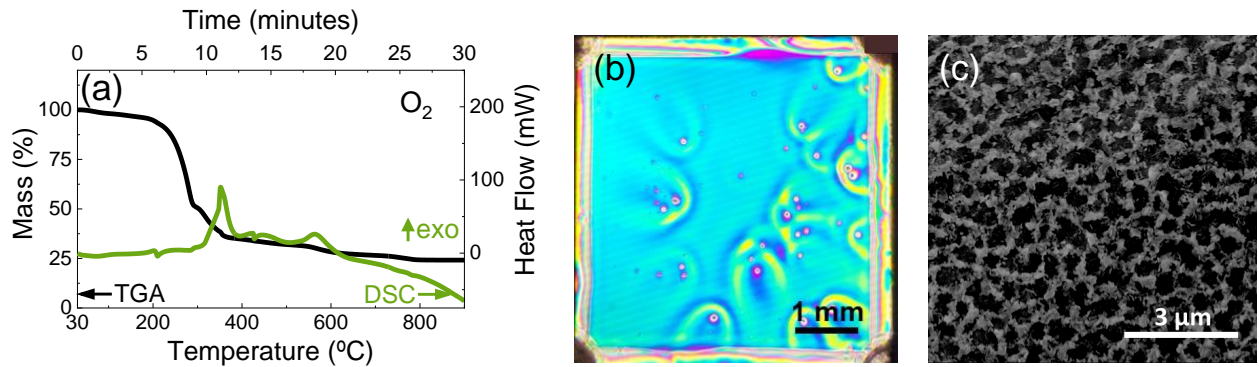 Time (minutes)
0 5 10 15 20 25 30
(a)
O2
100
75
50
25
0
Mass (%)
200
100
0
Heat Flow (mW)
exo
TGA
DSC
30 200 400 600 800
Temperature (ºC)
(b)
1 mm
(c)
3 µm